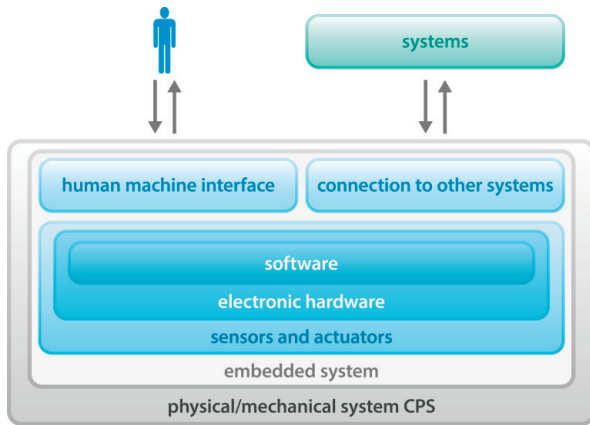 systems
human machine interface
connection to other systems
software
electronic hardware
sensors and actuators
embedded system
physical/mechanical system CPS